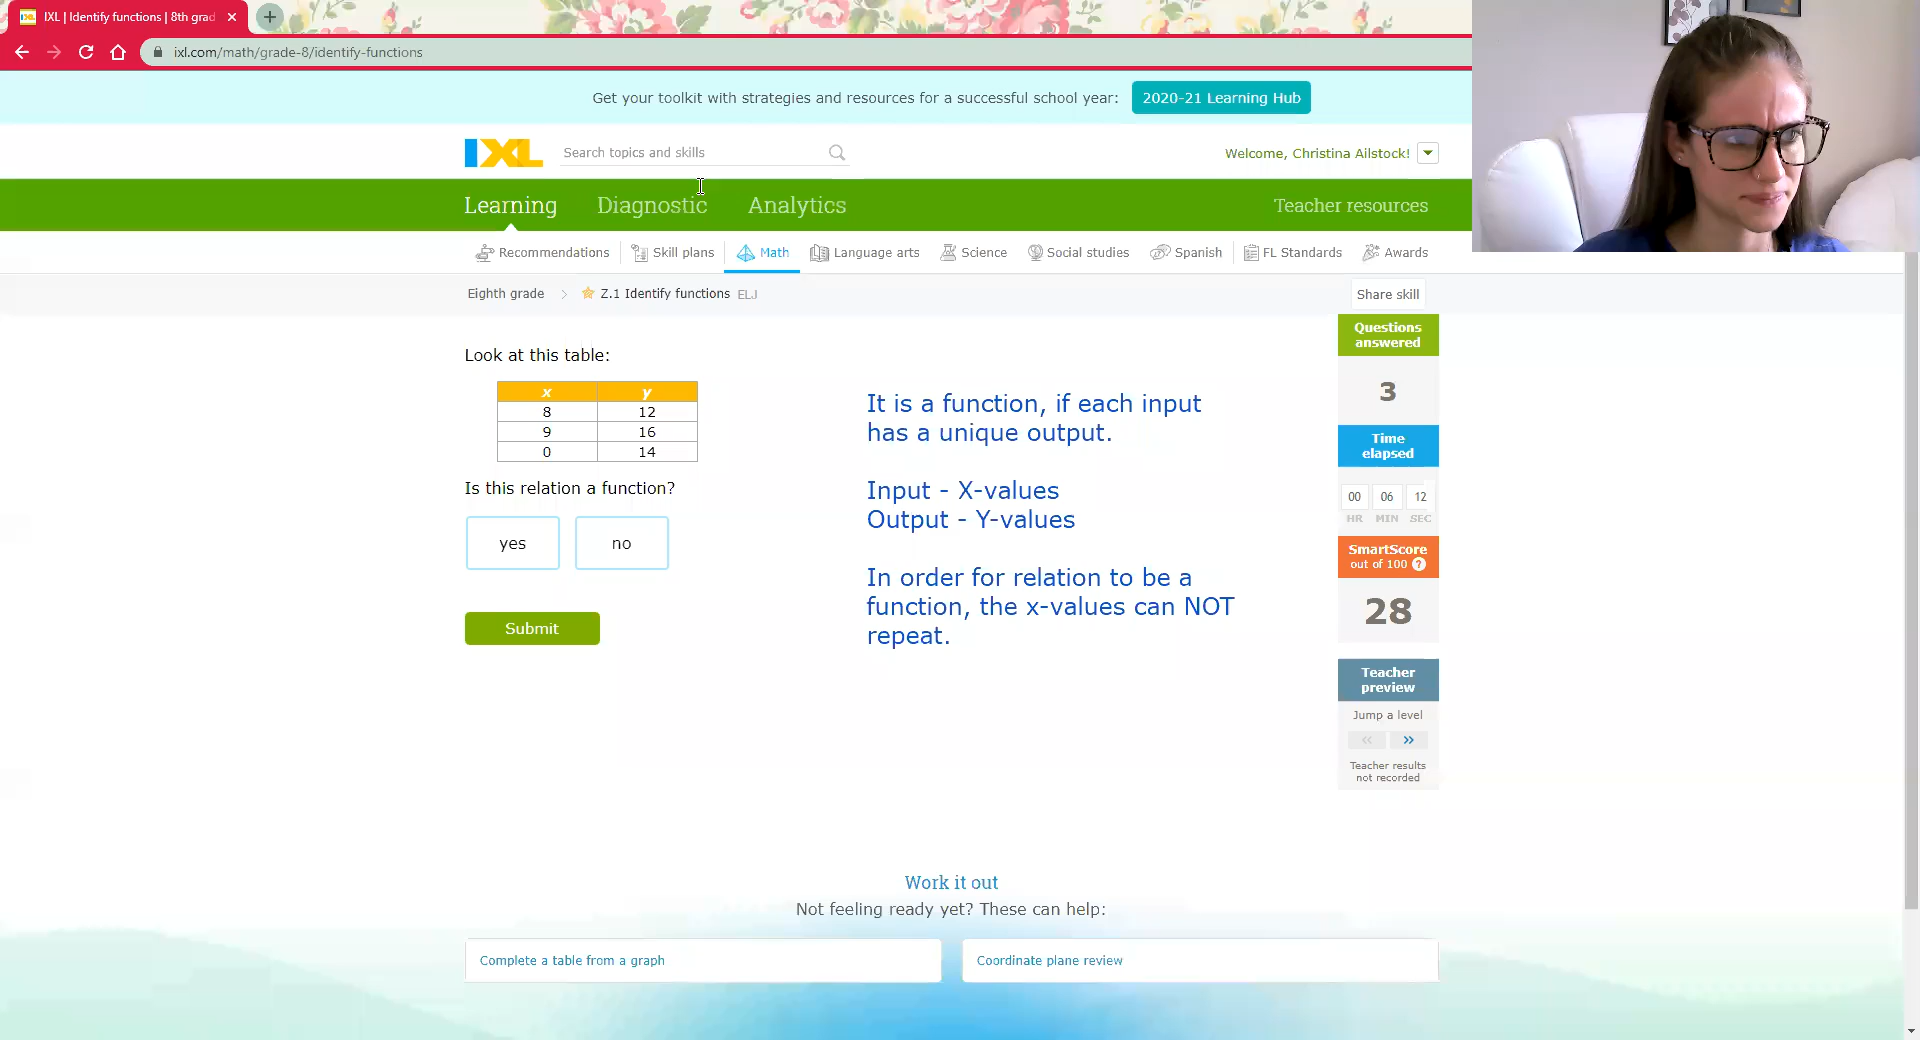 IXL | Identify functions | 8th grad
ixl.com/math/grade-8/identify-functions
Get your toolkit with strategies and resources for a successful school year:
2020-21 Learning Hub
IXL
Search topics and skills
Welcome, Christina Ailstock!
Learning
Diagnostic
Analytics
Teacher resources
Recommendations
Skill plans
Math
Language arts
Science
Social studies
Spanish
FL Standards
Awards
Eighth grade
Z.1 Identify functions ELJ
Share skill
Look at this table:
x y
8 12
9 16
0 14
Is this relation a function?
yes
no
Submit
It is a function, if each input
has a unique output.
Input - X-values
Output - Y-values
In order for relation to be a
function, the x-values can NOT
repeat.
Questions
answered
3
Time
elapsed
00 06 12
HR MIN SEC
SmartScore
out of 100 ?
28
Teacher
preview
Jump a level
Teacher results
not recorded
Work it out
Not feeling ready yet? These can help:
Complete a table from a graph
Coordinate plane review